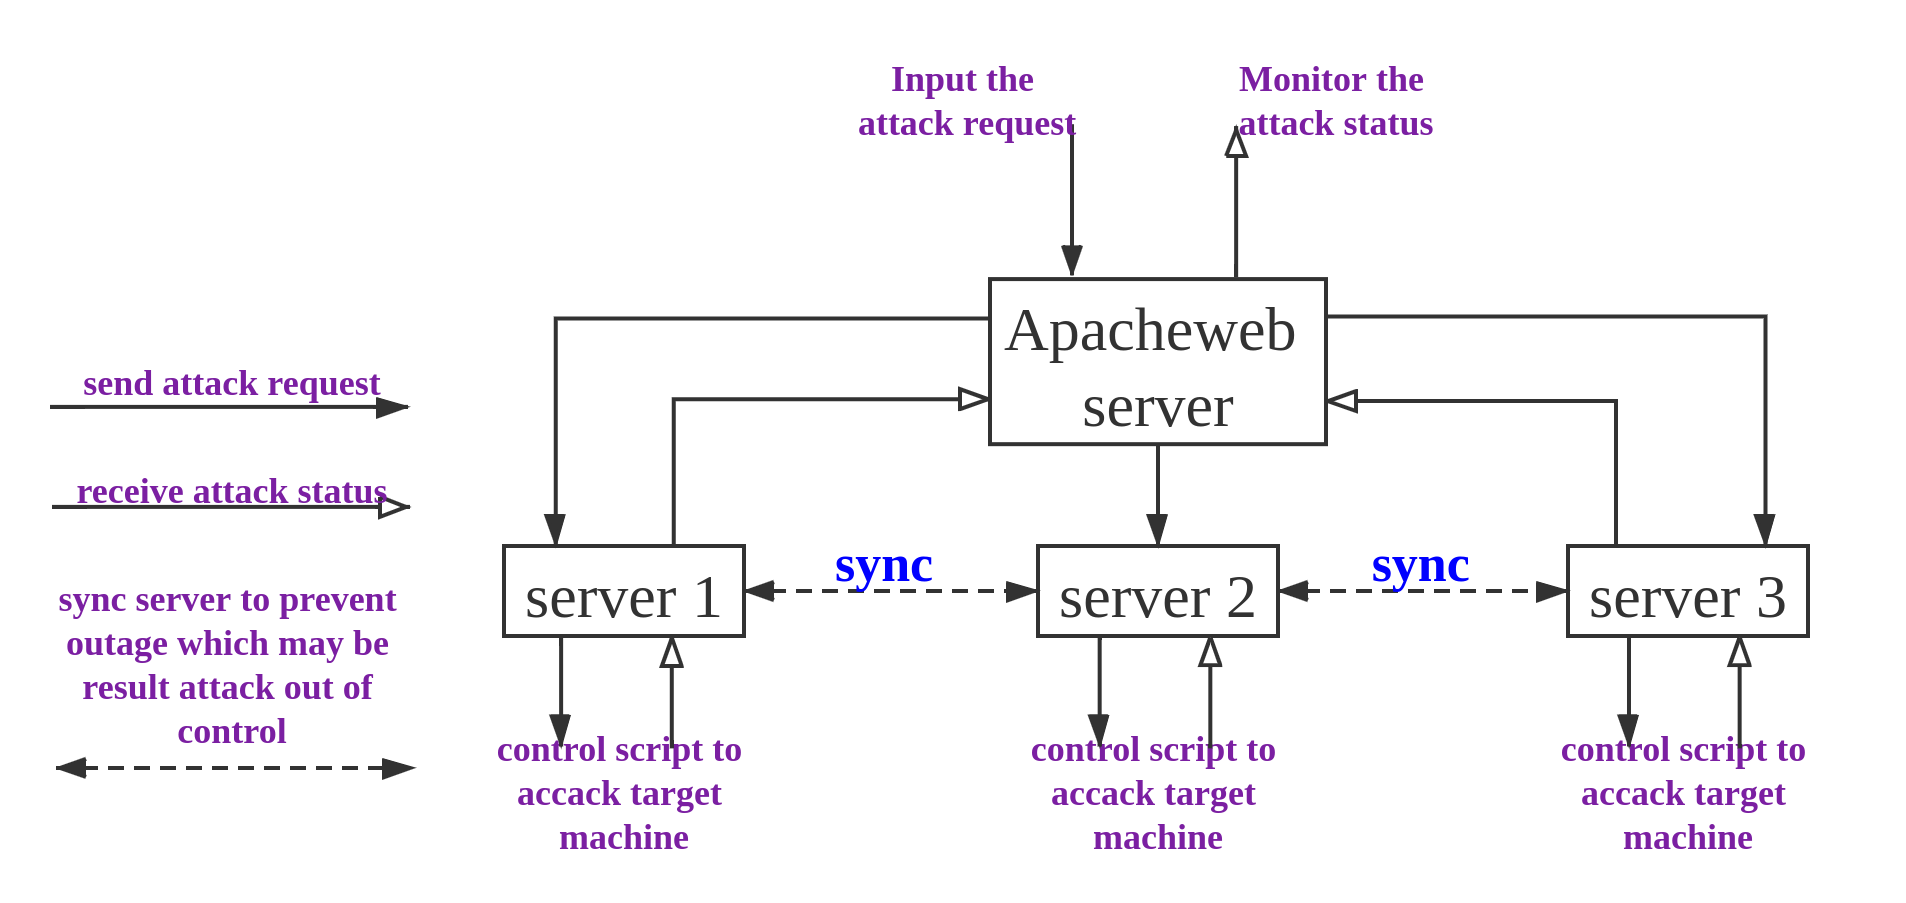 Input the
attack request
Monitor the
attack status
Apacheweb
server
send attack request
receive attack status
sync server to prevent
outage which may be
result attack out of
control
server 1
sync
server 2
sync
server 3
control script to
accack target
machine
control script to
accack target
machine
control script to
accack target
machine